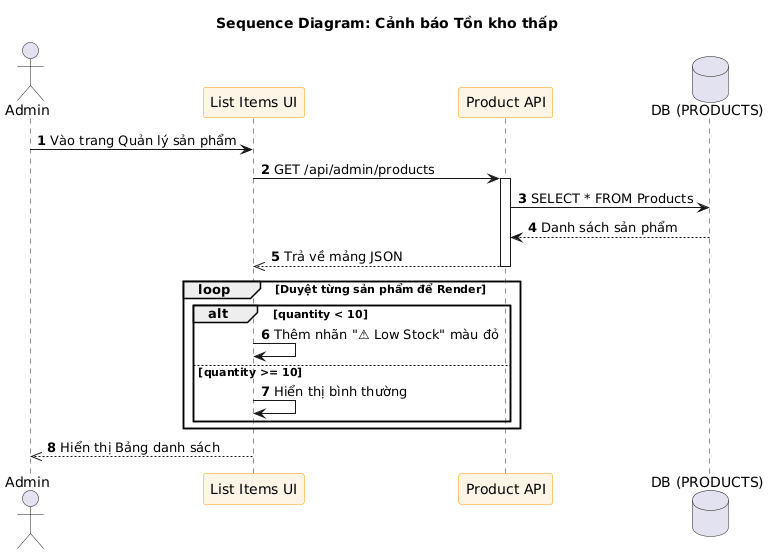 Sequence Diagram: Cảnh báo Tồn kho thấp
Admin
List Items UI
Product API
DB (PRODUCTS)
1 Vào trang Quản lý sản phẩm
2 GET /api/admin/products
3 SELECT * FROM Products
4 Danh sách sản phẩm
5 Trả về mảng JSON
loop [Duyệt từng sản phẩm để Render]
alt [quantity < 10]
6 Thêm nhãn "⚠ Low Stock" màu đỏ
[quantity >= 10]
7 Hiển thị bình thường
8 Hiển thị Bảng danh sách
Admin
List Items UI
Product API
DB (PRODUCTS)